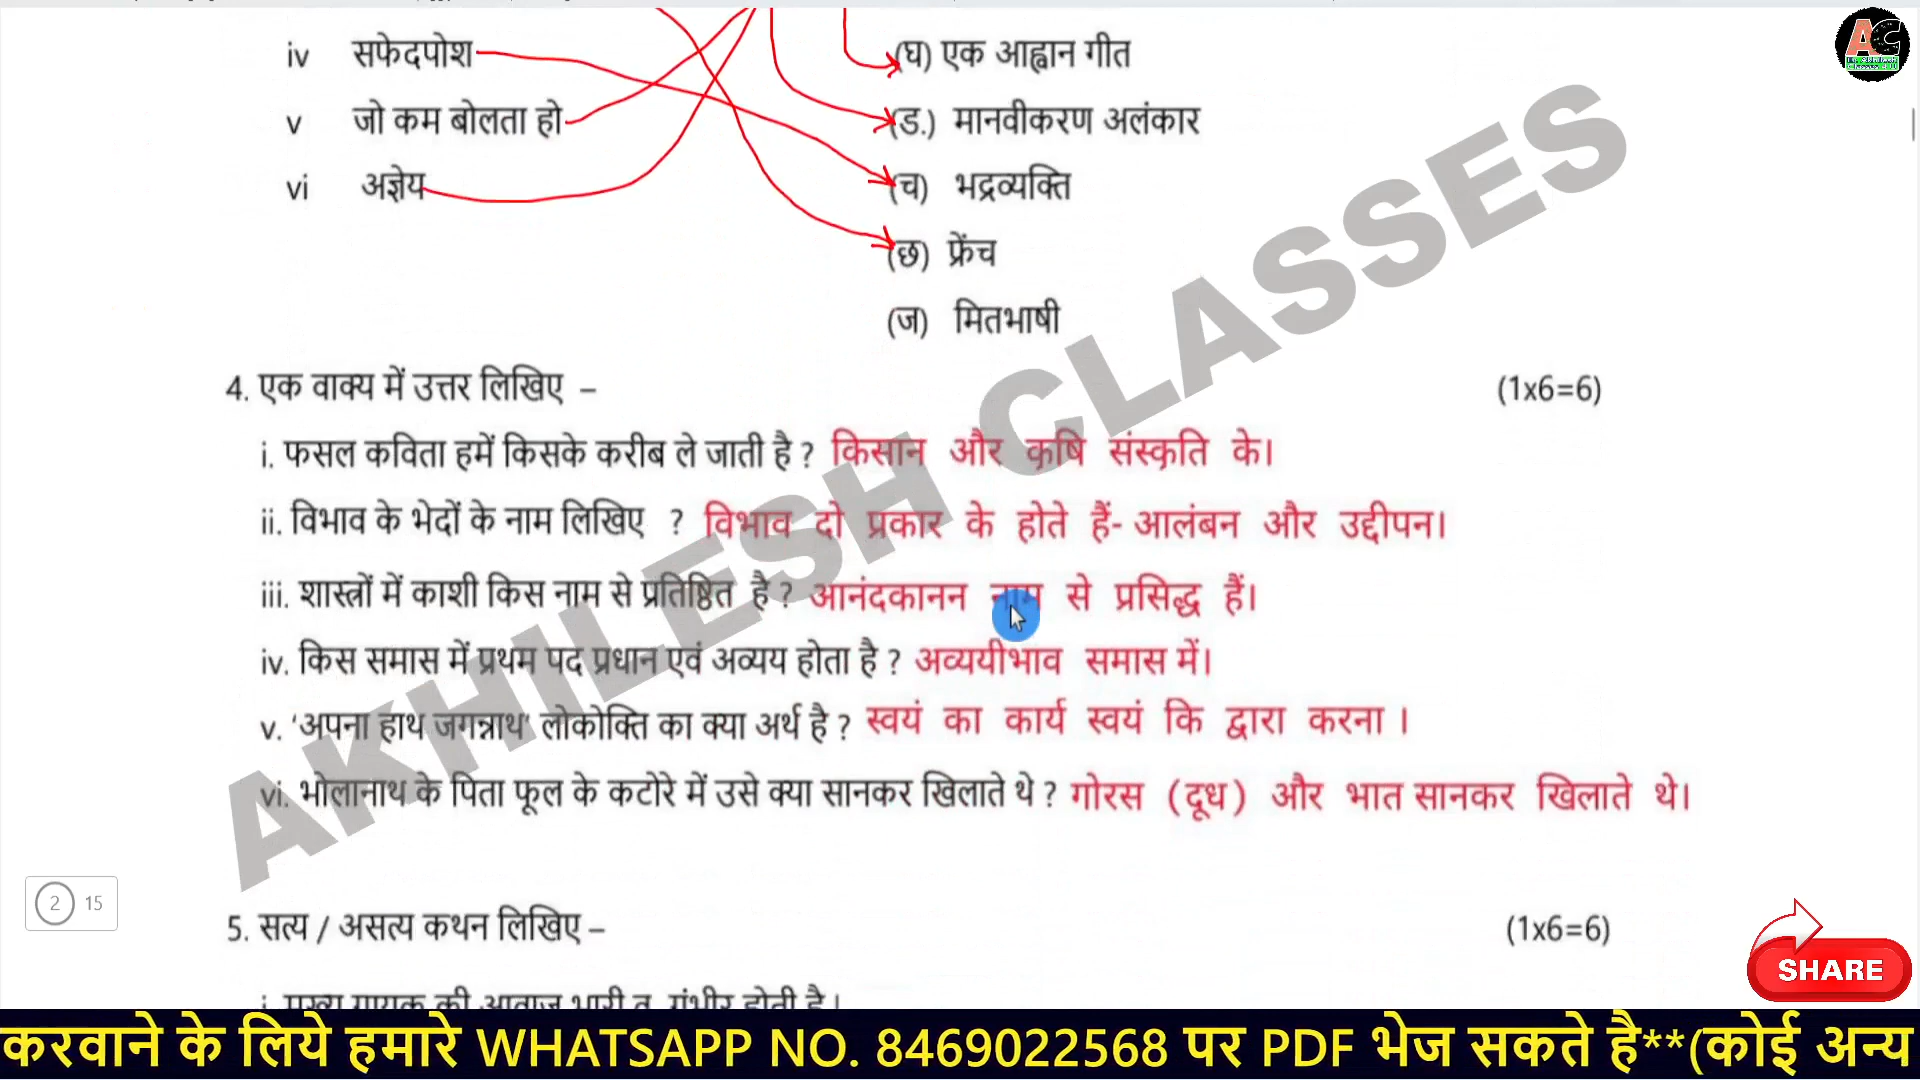 iv सफेदपोश (घ) एक आह्वान गीत
v जो कम बोलता हो (ड.) मानवीकरण अलंकार
vi अज्ञेय (च) भद्रव्यक्ति
(छ) फ्रेंच
(ज) मितभाषी
4. एक वाक्य में उत्तर लिखिए – (1x6=6)
i. फसल कविता हमें किसके करीब ले जाती है ? किसान और कृषि संस्कृति के।
ii. विभाव के भेदों के नाम लिखिए ? विभाव दो प्रकार के होते हैं- आलंबन और उद्दीपन।
iii. शास्त्रों में काशी किस नाम से प्रतिष्ठित है ? आनंदकानन नाम से प्रसिद्ध हैं।
iv. किस समास में प्रथम पद प्रधान एवं अव्यय होता है ? अव्ययीभाव समास में।
v. 'अपना हाथ जगन्नाथ' लोकोक्ति का क्या अर्थ है ? स्वयं का कार्य स्वयं कि द्वारा करना ।
vi. भोलानाथ के पिता फूल के कटोरे में उसे क्या सानकर खिलाते थे ? गोरस (दूध) और भात सानकर खिलाते थे।
AKHILESH CLASSES
2 15
5. सत्य / असत्य कथन लिखिए – (1x6=6)
i. मुख्य गायक की आवाज भारी व गंभीर होती है।
AC
SHARE
करवाने के लिये हमारे WHATSAPP NO. 8469022568 पर PDF भेज सकते है**(कोई अन्य